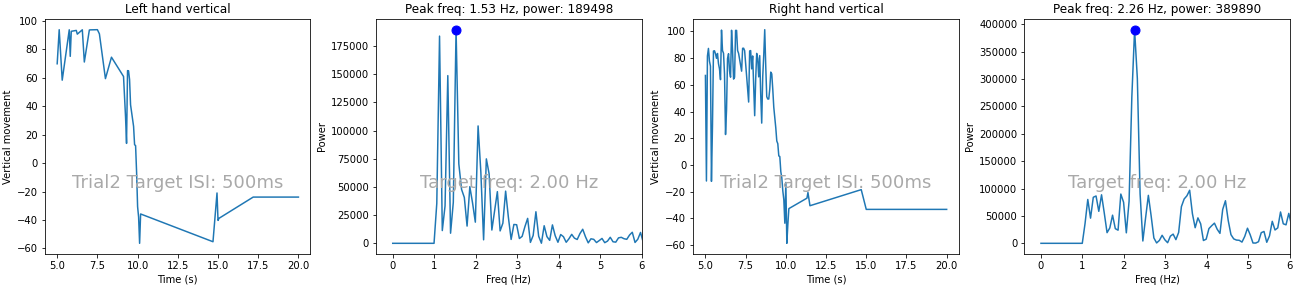 Left hand vertical
Vertical movement
100
80
60
40
20
0
−20
−40
−60
Trial2 Target ISI: 500ms
5.0 7.5 10.0 12.5 15.0 17.5 20.0
Time (s)
Peak freq: 1.53 Hz, power: 189498
Power
175000
150000
125000
100000
75000
50000
25000
0
Target freq: 2.00 Hz
0 1 2 3 4 5 6
Freq (Hz)
Right hand vertical
Vertical movement
100
80
60
40
20
0
−20
−40
−60
Trial2 Target ISI: 500ms
5.0 7.5 10.0 12.5 15.0 17.5 20.0
Time (s)
Peak freq: 2.26 Hz, power: 389890
Power
400000
350000
300000
250000
200000
150000
100000
50000
0
Target freq: 2.00 Hz
0 1 2 3 4 5 6
Freq (Hz)